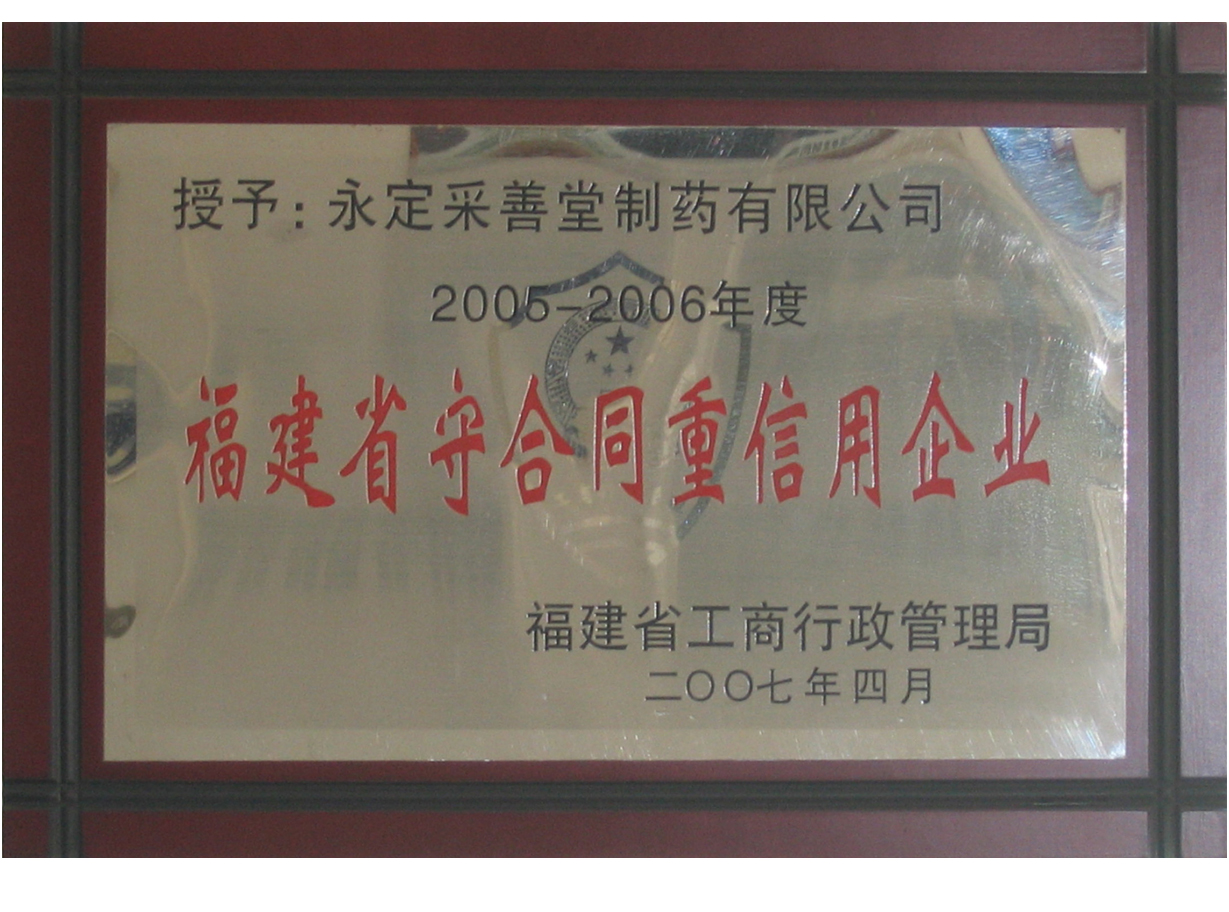 授予:永定采善堂制药有限公司
2005-2006年度
福建省守合同重信用企业
福建省工商行政管理局
二〇〇七年四月